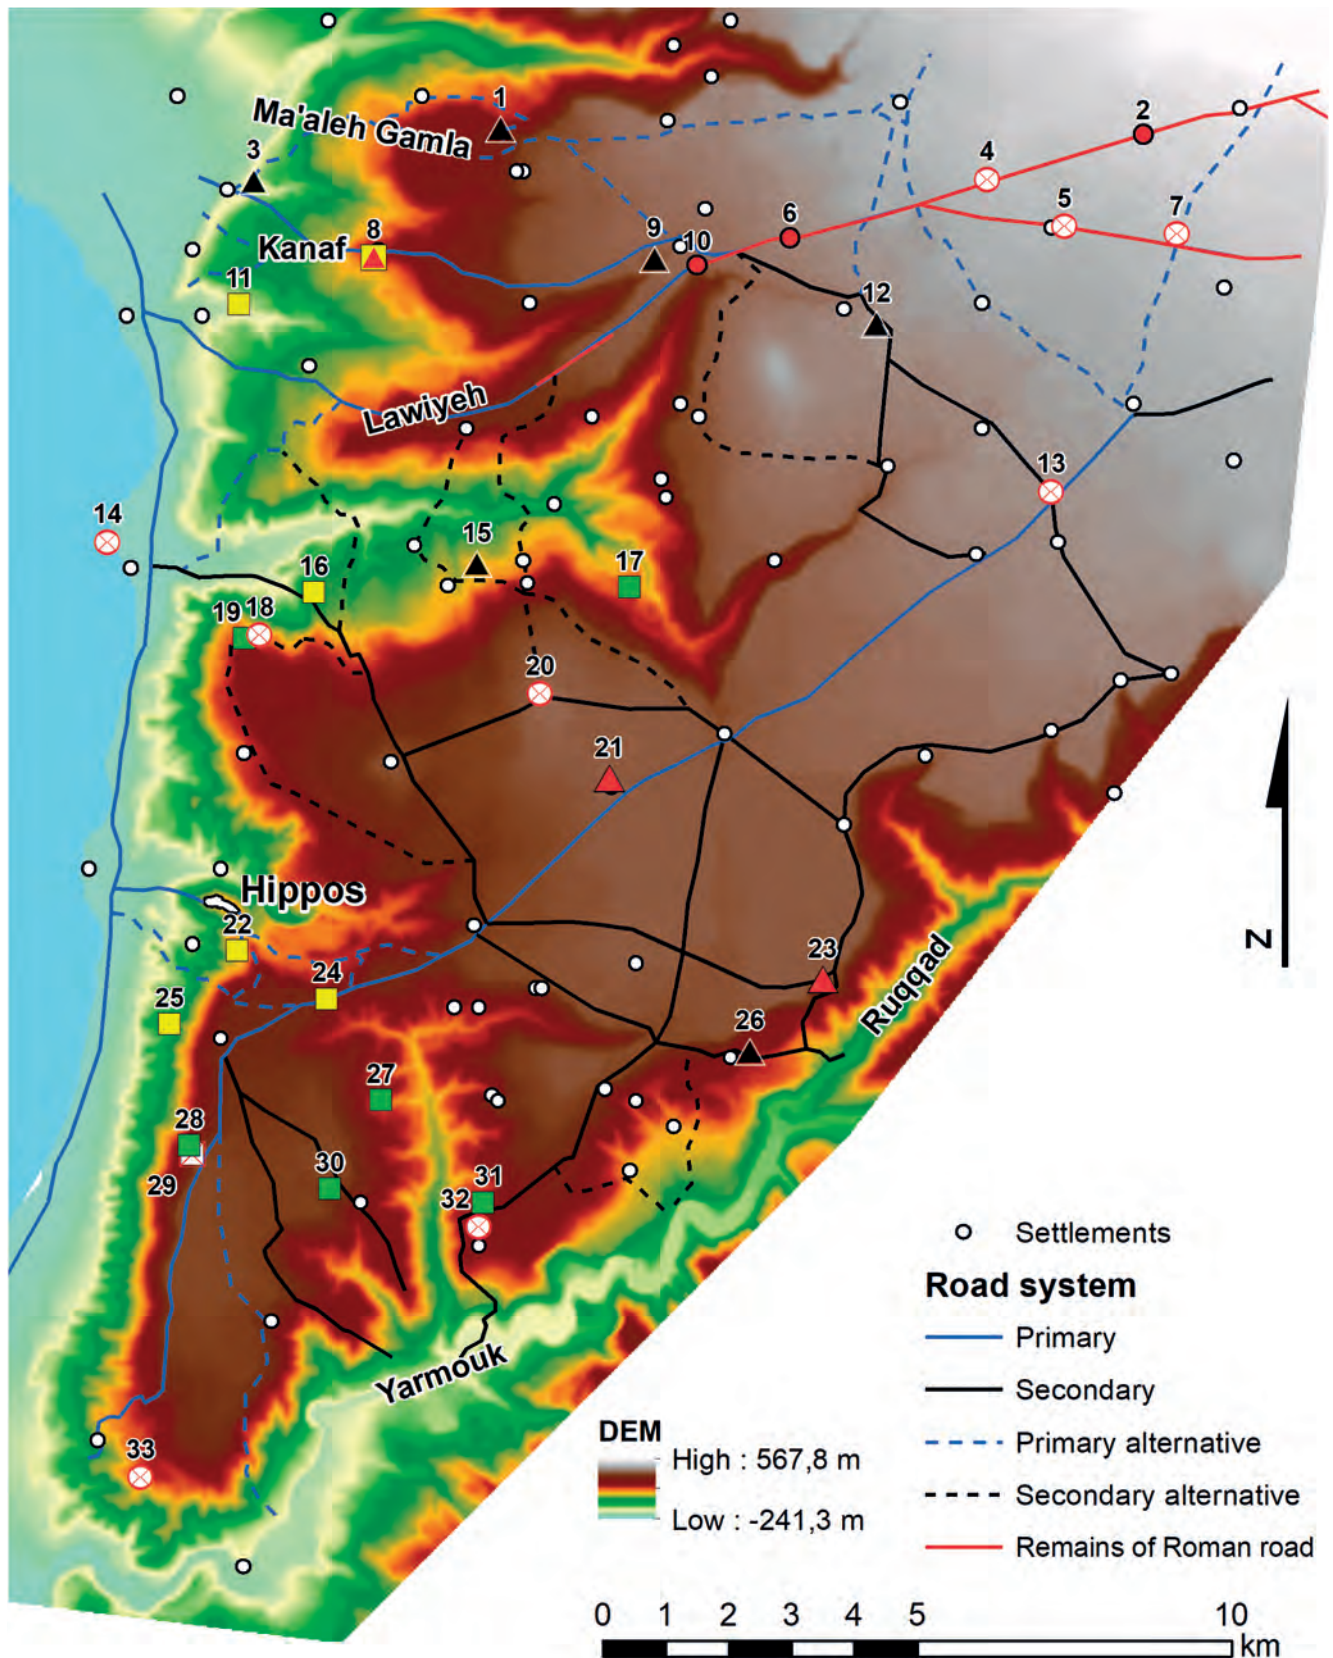 1
Ma'aleh Gamla
2
3
4
5
6
7
Kanaf
8
9
10
11
12
Lawiyeh
13
14
15
16
17
19
18
20
21
Hippos
22
23
24
25
Ruqqad
26
27
28
29
30
31
32
Yarmouk
33
N
Settlements
Road system
Primary
Secondary
Primary alternative
Secondary alternative
Remains of Roman road
DEM
High : 567,8 m
Low : -241,3 m
0 1 2 3 4 5 10
km